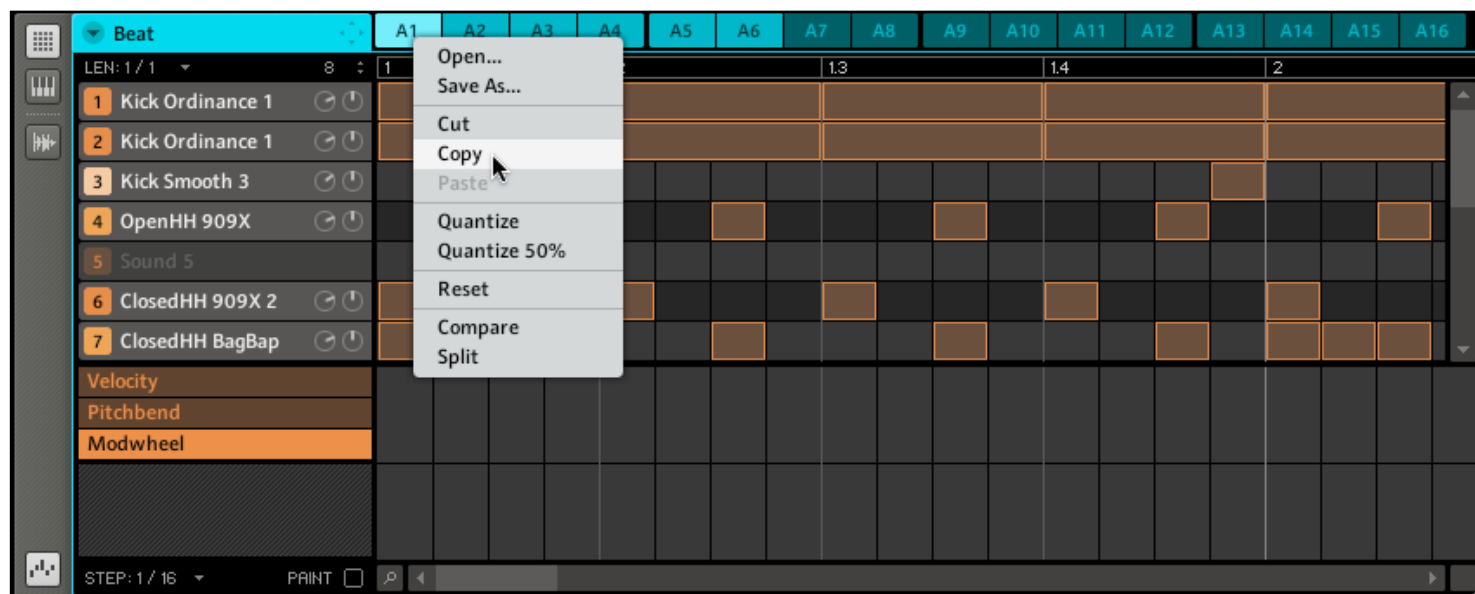 Beat A1 A2 A3 A4 A5 A6 A7 A8 A9 A10 A11 A12 A13 A14 A15 A16
LEN: 1 / 1 8 1 1.3 1.4 2
1 Kick Ordinance 1
2 Kick Ordinance 1
3 Kick Smooth 3
4 OpenHH 909X
5 Sound 5
6 ClosedHH 909X 2
7 ClosedHH BagBap
Open...
Save As...
Cut
Copy
Paste
Quantize
Quantize 50%
Reset
Compare
Split
Velocity
Pitchbend
Modwheel
STEP: 1 / 16 PAINT